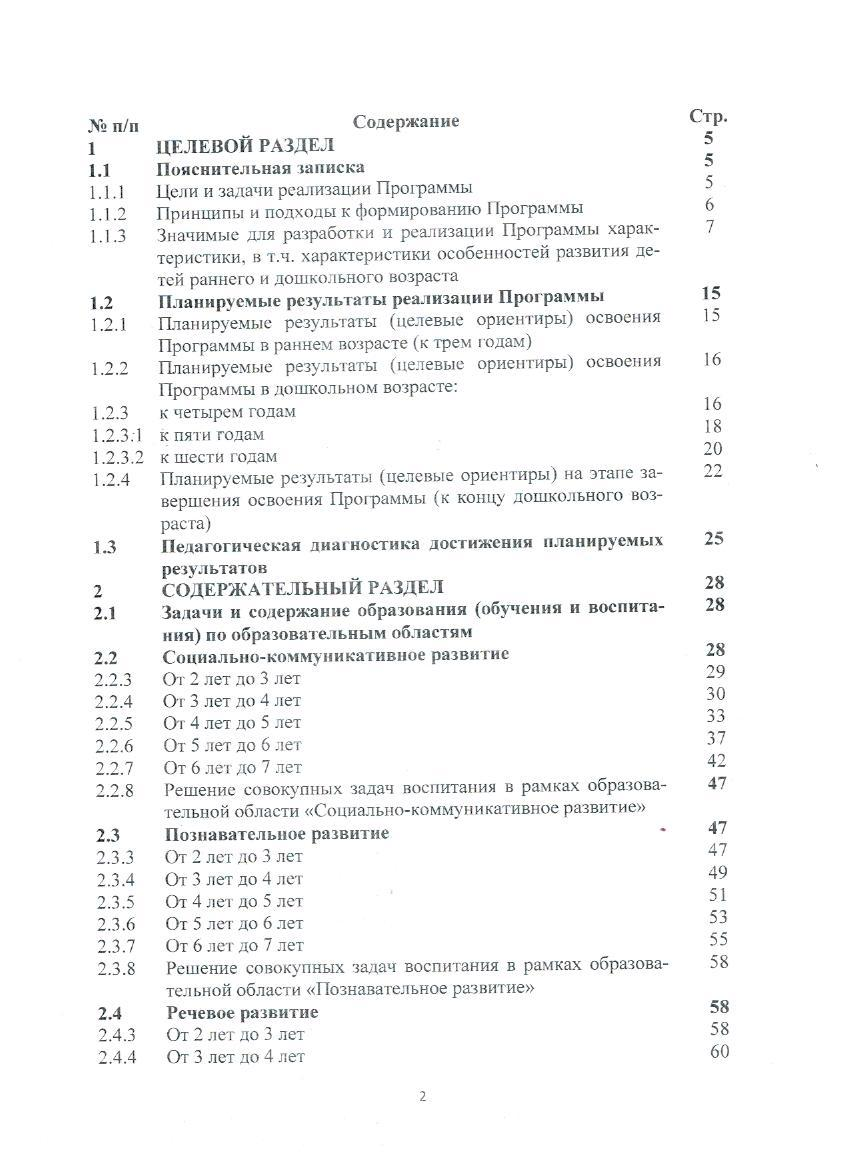 № п/п Содержание Стр.
1 ЦЕЛЕВОЙ РАЗДЕЛ 5
1.1 Пояснительная записка 5
1.1.1 Цели и задачи реализации Программы 5
1.1.2 Принципы и подходы к формированию Программы 6
1.1.3 Значимые для разработки и реализации Программы харак- 7
теристики, в т.ч. характеристики особенностей развития де-
тей раннего и дошкольного возраста
1.2 Планируемые результаты реализации Программы 15
1.2.1 Планируемые результаты (целевые ориентиры) освоения 15
Программы в раннем возрасте (к трем годам)
1.2.2 Планируемые результаты (целевые ориентиры) освоения 16
Программы в дошкольном возрасте:
1.2.3 к четырем годам 16
1.2.3.1 к пяти годам 18
1.2.3.2 к шести годам 20
1.2.4 Планируемые результаты (целевые ориентиры) на этапе за- 22
вершения освоения Программы (к концу дошкольного воз-
раста)
1.3 Педагогическая диагностика достижения планируемых 25
результатов
2 СОДЕРЖАТЕЛЬНЫЙ РАЗДЕЛ 28
2.1 Задачи и содержание образования (обучения и воспита- 28
ния) по образовательным областям
2.2 Социально-коммуникативное развитие 28
2.2.3 От 2 лет до 3 лет 29
2.2.4 От 3 лет до 4 лет 30
2.2.5 От 4 лет до 5 лет 33
2.2.6 От 5 лет до 6 лет 37
2.2.7 От 6 лет до 7 лет 42
2.2.8 Решение совокупных задач воспитания в рамках образова- 47
тельной области «Социально-коммуникативное развитие»
2.3 Познавательное развитие 47
2.3.3 От 2 лет до 3 лет 47
2.3.4 От 3 лет до 4 лет 49
2.3.5 От 4 лет до 5 лет 51
2.3.6 От 5 лет до 6 лет 53
2.3.7 От 6 лет до 7 лет 55
2.3.8 Решение совокупных задач воспитания в рамках образова- 58
тельной области «Познавательное развитие»
2.4 Речевое развитие 58
2.4.3 От 2 лет до 3 лет 58
2.4.4 От 3 лет до 4 лет 60
2